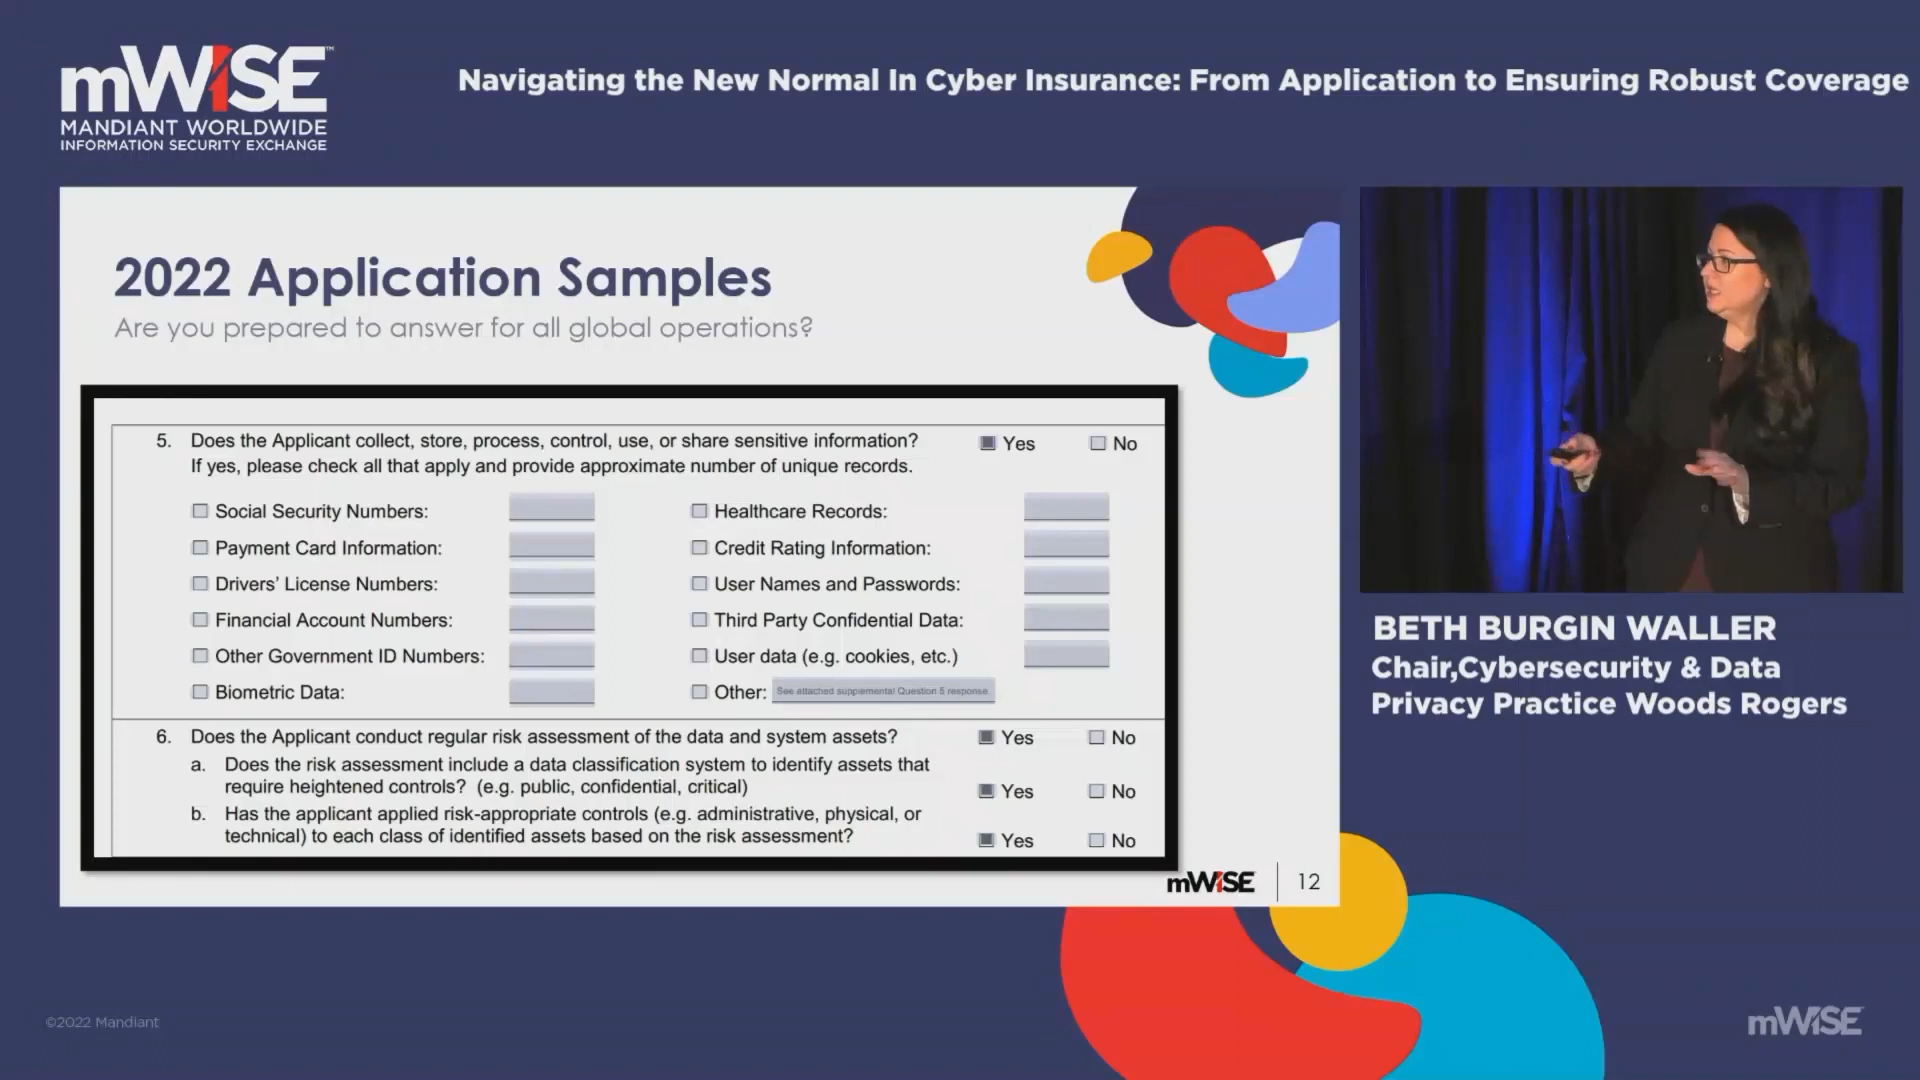 mWISE™
MANDIANT WORLDWIDE
INFORMATION SECURITY EXCHANGE
Navigating the New Normal In Cyber Insurance: From Application to Ensuring Robust Coverage
2022 Application Samples
Are you prepared to answer for all global operations?
5. Does the Applicant collect, store, process, control, use, or share sensitive information? Yes No
If yes, please check all that apply and provide approximate number of unique records.
Social Security Numbers: Healthcare Records:
Payment Card Information: Credit Rating Information:
Drivers' License Numbers: User Names and Passwords:
Financial Account Numbers: Third Party Confidential Data:
Other Government ID Numbers: User data (e.g. cookies, etc.)
Biometric Data: Other: See attached supplemental Question 5 response.
6. Does the Applicant conduct regular risk assessment of the data and system assets? Yes No
a. Does the risk assessment include a data classification system to identify assets that
require heightened controls? (e.g. public, confidential, critical) Yes No
b. Has the applicant applied risk-appropriate controls (e.g. administrative, physical, or
technical) to each class of identified assets based on the risk assessment? Yes No
mWISE 12
BETH BURGIN WALLER
Chair,Cybersecurity & Data
Privacy Practice Woods Rogers
©2022 Mandiant
mWISE